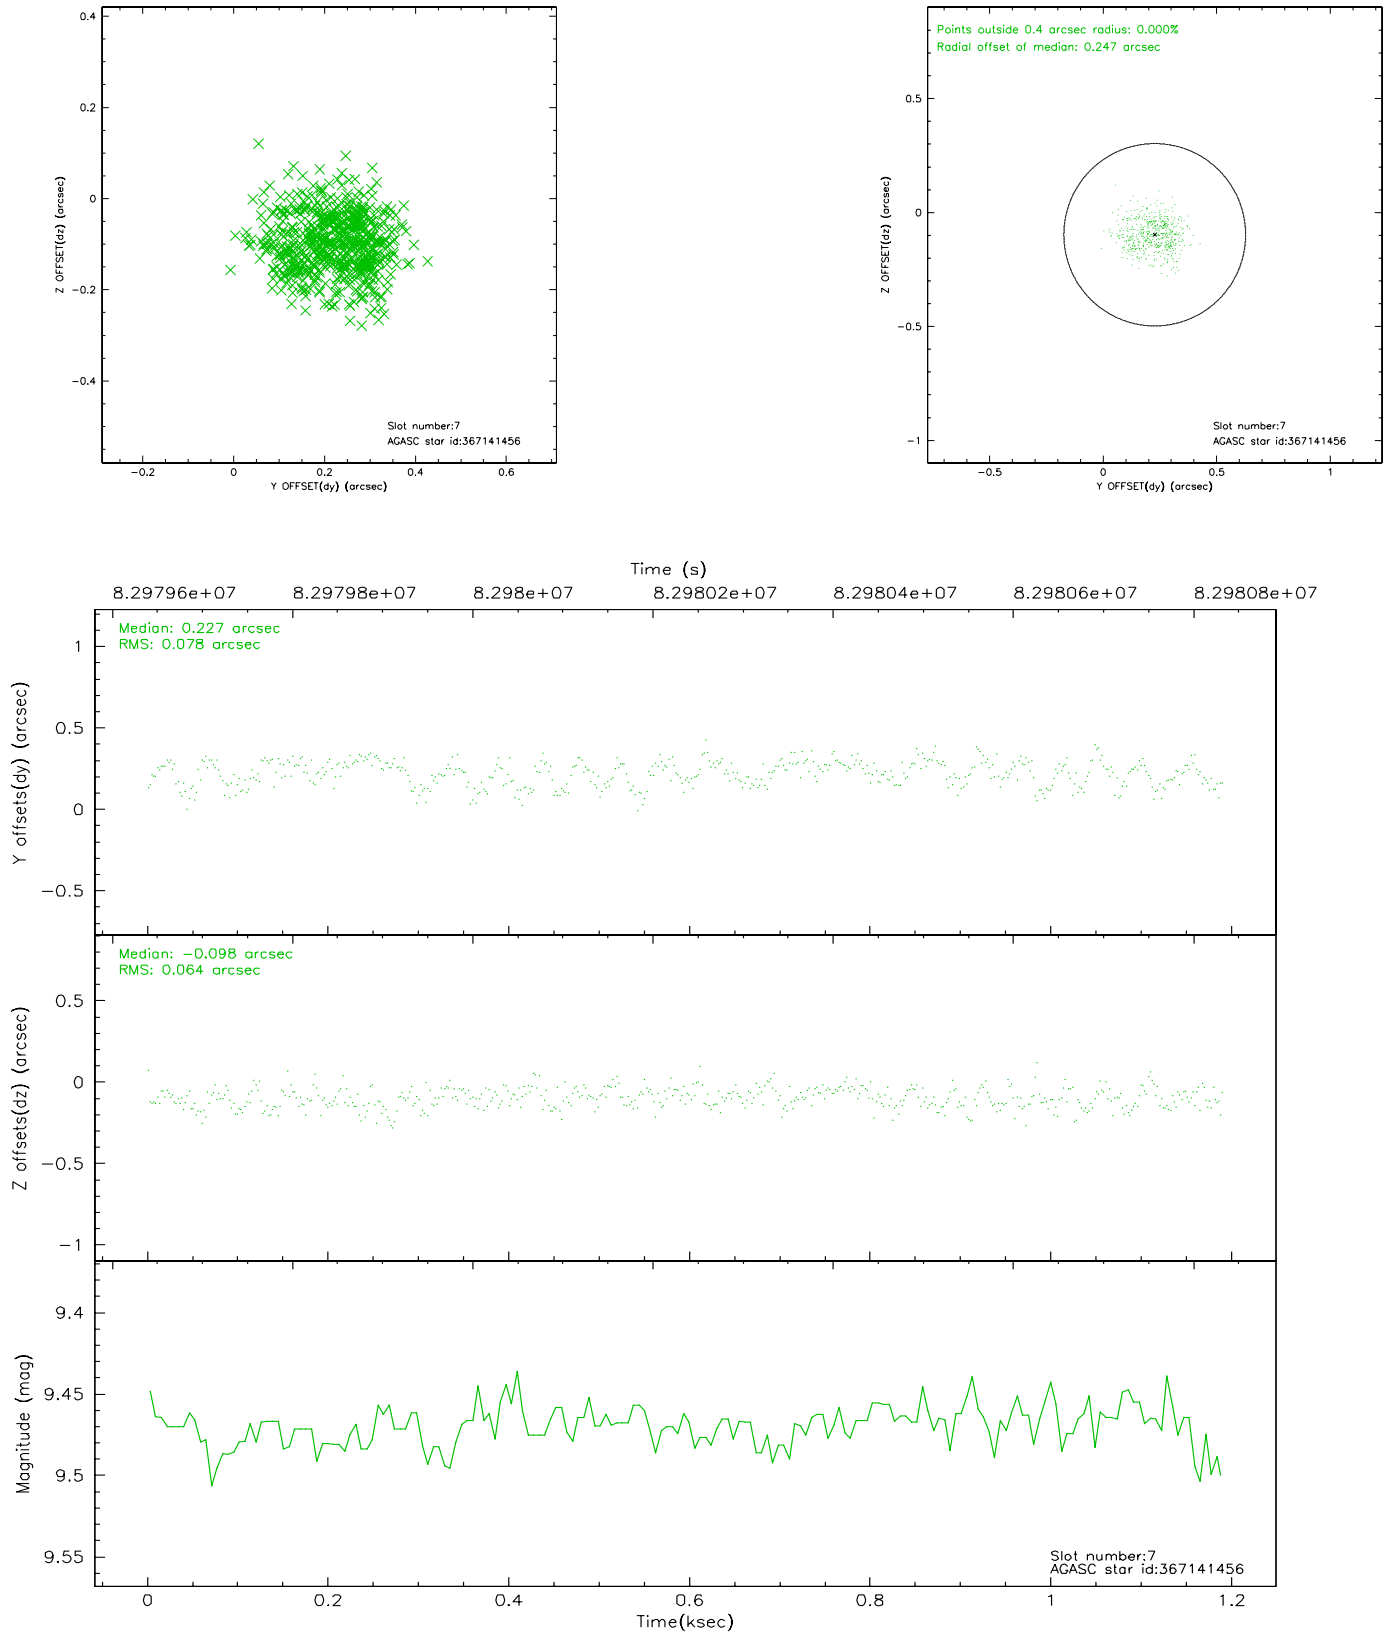 0.4
0.2
0
−0.2
−0.4
Z OFFSET(dz) (arcsec)
Slot number:7
AGASC star id:367141456
−0.2 0 0.2 0.4 0.6
Y OFFSET(dy) (arcsec)
Points outside 0.4 arcsec radius: 0.000%
Radial offset of median: 0.247 arcsec
0.5
0
−0.5
−1
Z OFFSET(dz) (arcsec)
Slot number:7
AGASC star id:367141456
−0.5 0 0.5 1
Y OFFSET(dy) (arcsec)
Time (s)
8.29796e+07 8.29798e+07 8.298e+07 8.29802e+07 8.29804e+07 8.29806e+07 8.29808e+07
Median: 0.227 arcsec
RMS: 0.078 arcsec
1
0.5
0
−0.5
Y offsets(dy) (arcsec)
Median: −0.098 arcsec
RMS: 0.064 arcsec
0.5
0
−0.5
−1
Z offsets(dz) (arcsec)
9.4
9.45
9.5
9.55
Magnitude (mag)
Slot number:7
AGASC star id:367141456
0 0.2 0.4 0.6 0.8 1 1.2
Time(ksec)